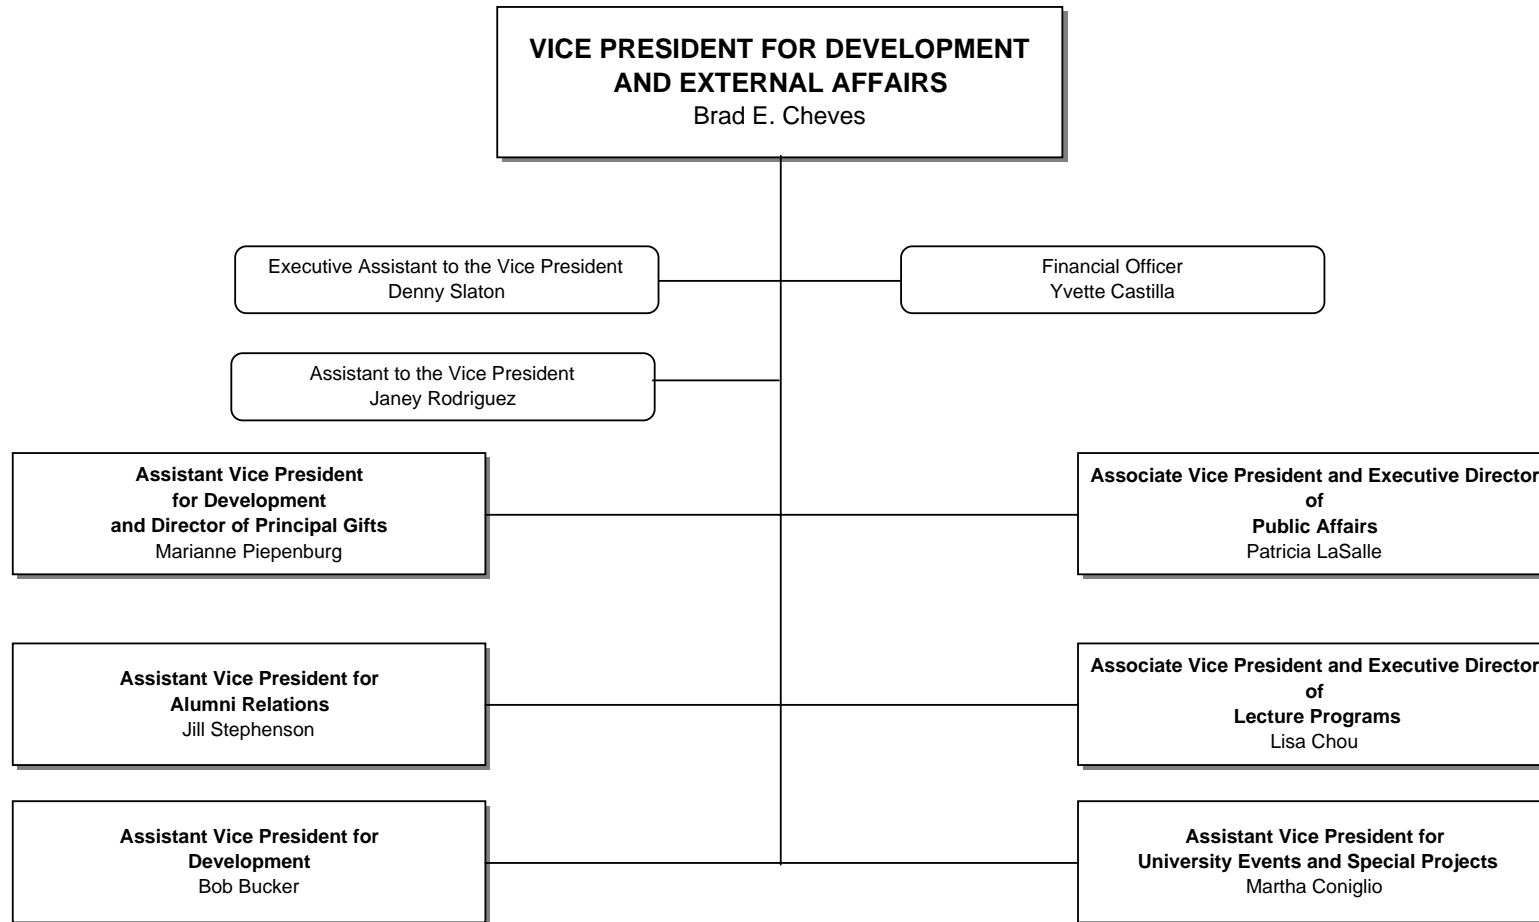 VICE PRESIDENT FOR DEVELOPMENT
AND EXTERNAL AFFAIRS
Brad E. Cheves
Executive Assistant to the Vice President
Denny Slaton
Financial Officer
Yvette Castilla
Assistant to the Vice President
Janey Rodriguez
Assistant Vice President
for Development
and Director of Principal Gifts
Marianne Piepenburg
Associate Vice President and Executive Director
of
Public Affairs
Patricia LaSalle
Assistant Vice President for
Alumni Relations
Jill Stephenson
Associate Vice President and Executive Director
of
Lecture Programs
Lisa Chou
Assistant Vice President for
Development
Bob Bucker
Assistant Vice President for
University Events and Special Projects
Martha Coniglio